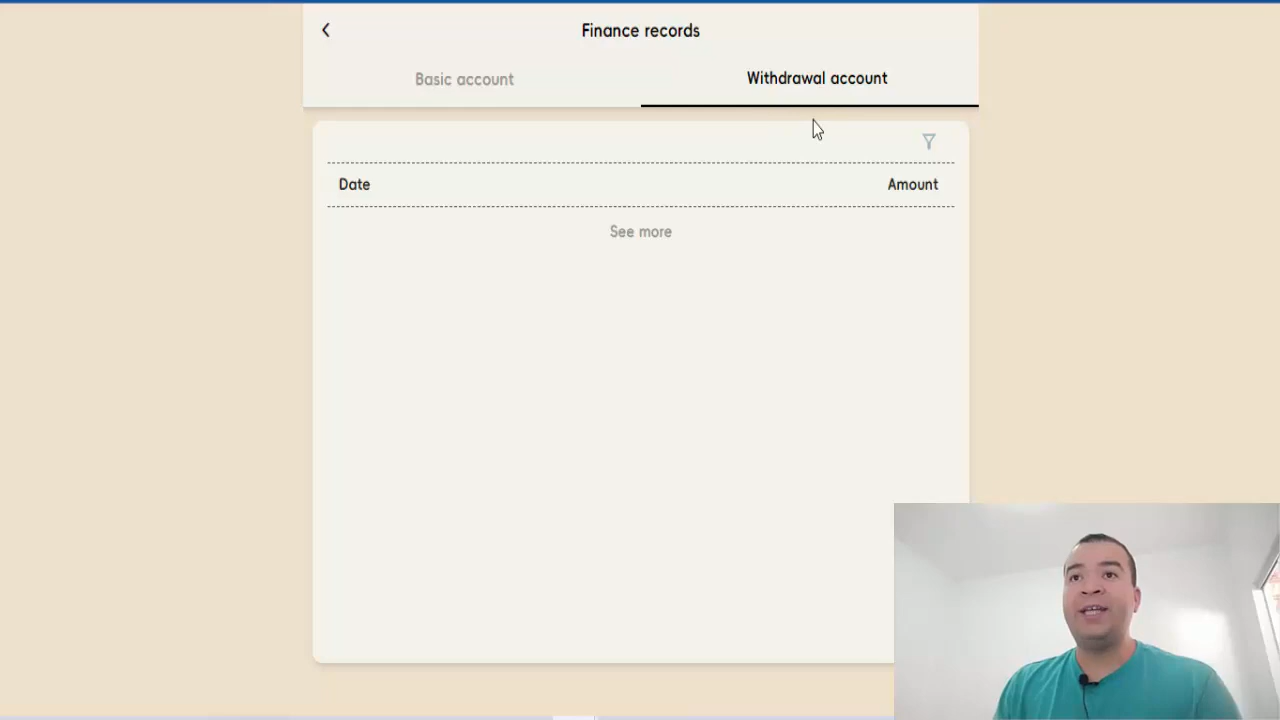 Finance records
Basic account
Withdrawal account
Date
Amount
See more